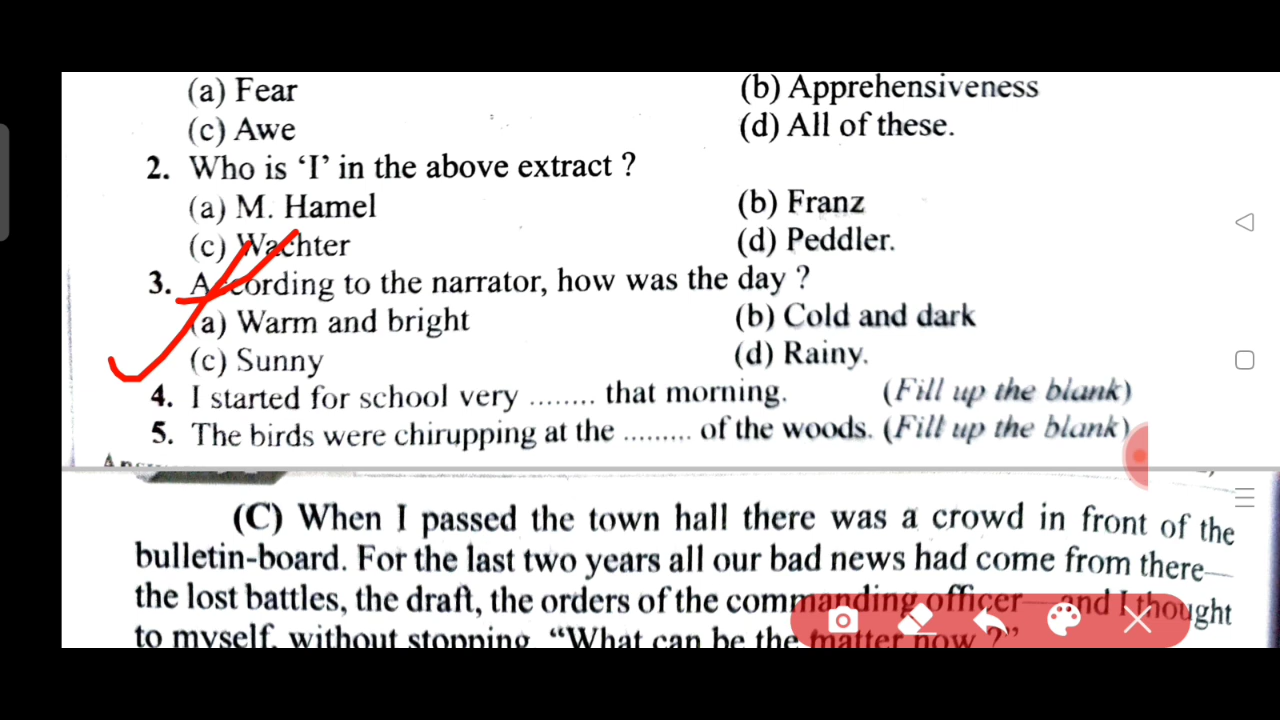 (a) Fear (b) Apprehensiveness
(c) Awe (d) All of these.
2. Who is ‘I’ in the above extract ?
(a) M. Hamel (b) Franz
(c) Wachter (d) Peddler.
3. According to the narrator, how was the day ?
(a) Warm and bright (b) Cold and dark
(c) Sunny (d) Rainy.
4. I started for school very ........ that morning. (Fill up the blank)
5. The birds were chirupping at the ......... of the woods. (Fill up the blank)
(C) When I passed the town hall there was a crowd in front of the
bulletin-board. For the last two years all our bad news had come from there—
the lost battles, the draft, the orders of the commanding officer—and I thought
to myself, without stopping, “What can be the matter now ?”